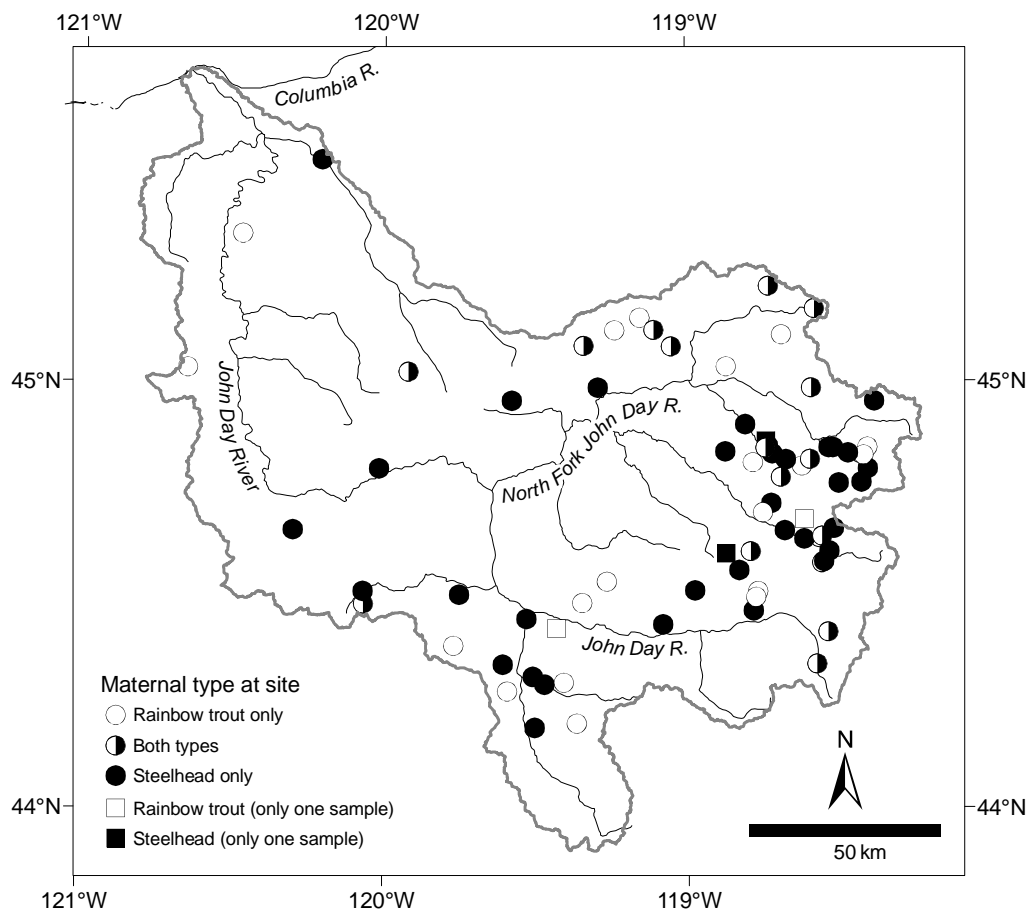 121°W 120°W 119°W
Columbia R.
45°N 45°N
John Day River
North Fork John Day R.
John Day R.
Maternal type at site
Rainbow trout only
Both types
Steelhead only
Rainbow trout (only one sample)
Steelhead (only one sample)
N
44°N 44°N
50 km
121°W 120°W 119°W